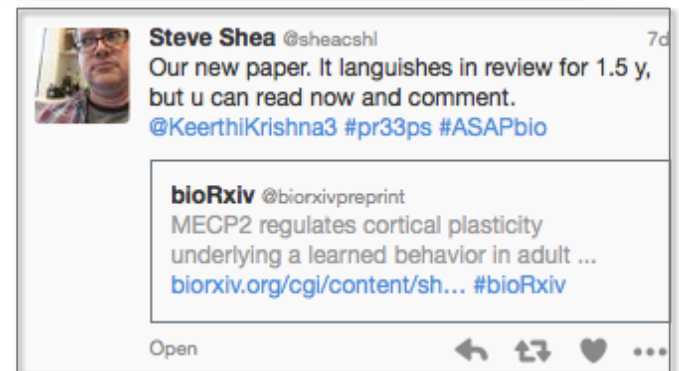 Steve Shea @sheacshl 7d
Our new paper. It languishes in review for 1.5 y,
but u can read now and comment.
@KeerthiKrishna3 #pr33ps #ASAPbio
bioRxiv @biorxivpreprint
MECP2 regulates cortical plasticity
underlying a learned behavior in adult ...
biorxiv.org/cgi/content/sh... #bioRxiv
Open